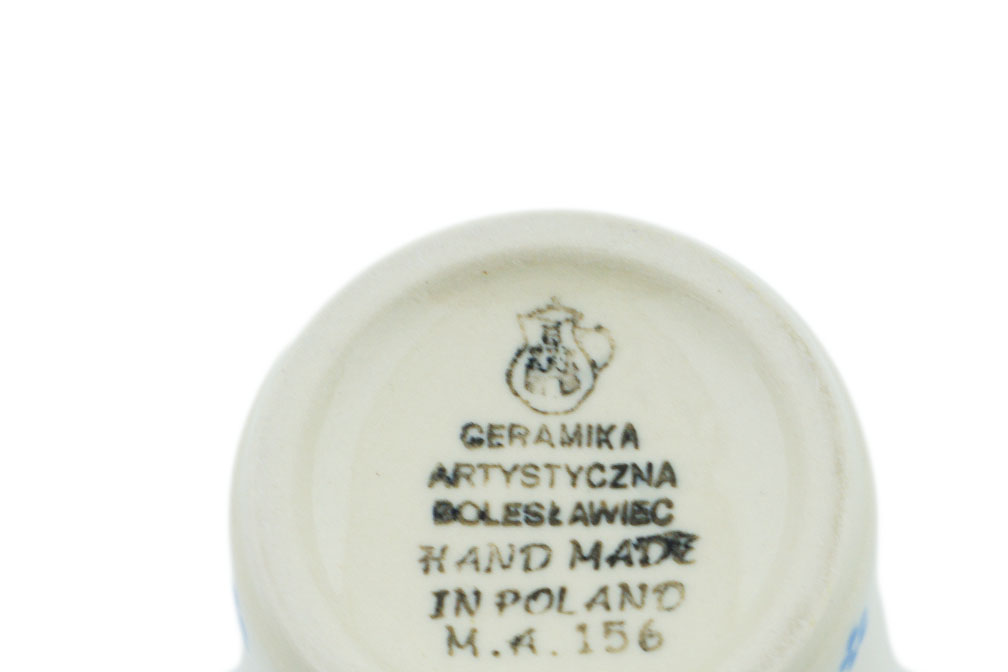 CERAMIKA
ARTYSTYCZNA
BOLESŁAWIEC
HAND MADE
IN POLAND
M.A. 156